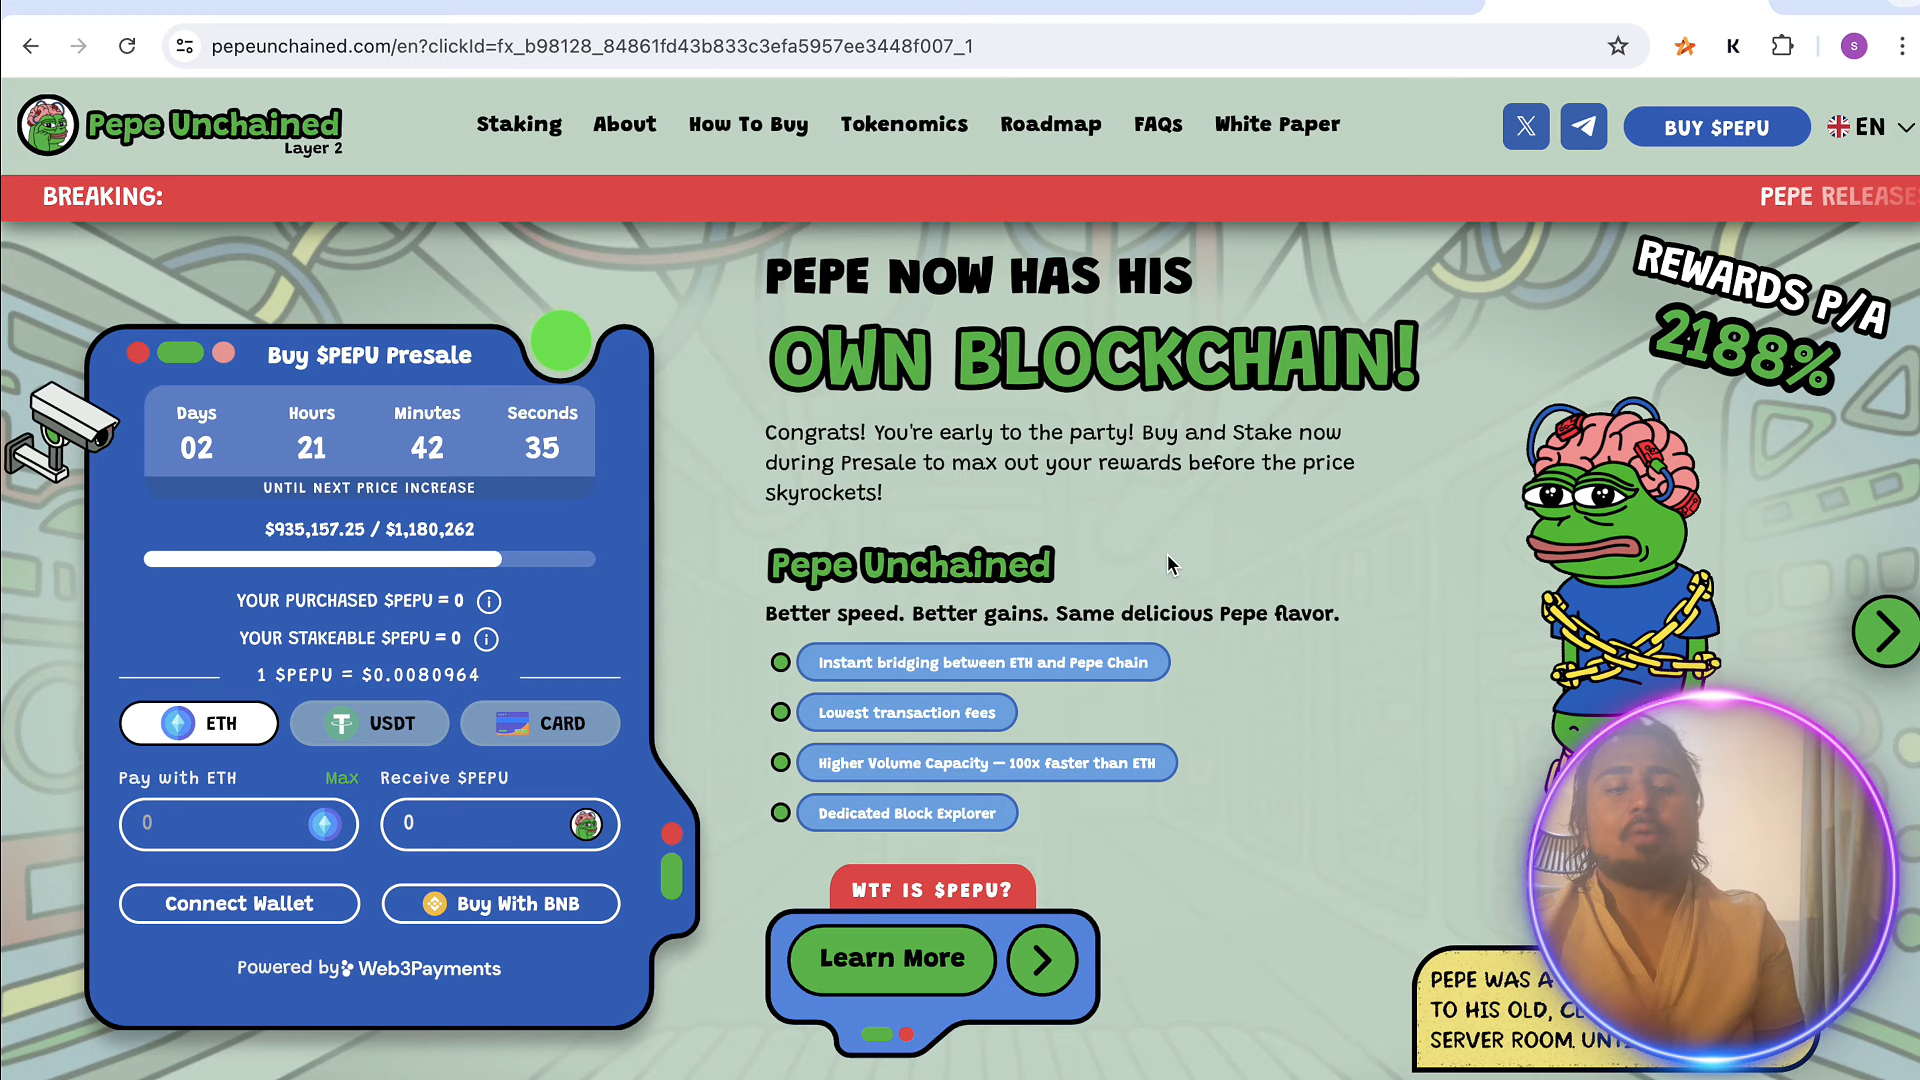 pepeunchained.com/en?clickId=fx_b98128_84861fd43b833c3efa5957ee3448f007_1
K
S
Pepe Unchained
Layer 2
Staking
About
How To Buy
Tokenomics
Roadmap
FAQs
White Paper
BUY $PEPU
EN
BREAKING:
PEPE RELEASE
Buy $PEPU Presale
Days
Hours
Minutes
Seconds
02
21
42
35
UNTIL NEXT PRICE INCREASE
$935,157.25 / $1,180,262
YOUR PURCHASED $PEPU = 0
YOUR STAKEABLE $PEPU = 0
1 $PEPU = $0.0080964
ETH
USDT
CARD
Pay with ETH
Max
Receive $PEPU
0
0
Connect Wallet
Buy With BNB
Powered by Web3Payments
PEPE NOW HAS HIS
OWN BLOCKCHAIN!
Congrats! You're early to the party! Buy and Stake now
during Presale to max out your rewards before the price
skyrockets!
Pepe Unchained
Better speed. Better gains. Same delicious Pepe flavor.
Instant bridging between ETH and Pepe Chain
Lowest transaction fees
Higher Volume Capacity — 100x faster than ETH
Dedicated Block Explorer
WTF IS $PEPU?
Learn More
REWARDS P/A
2188%
PEPE WAS A
TO HIS OLD,
SERVER ROOM.